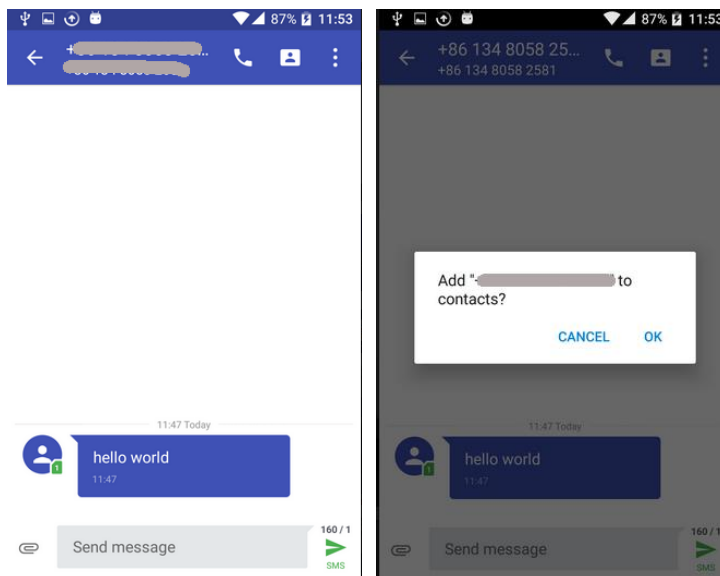 87% 11:53
11:47 Today
hello world
11:47
160 / 1
Send message
SMS
87% 11:53
+86 134 8058 25...
+86 134 8058 2581
Add "+ " to
contacts?
CANCEL OK
11:47 Today
hello world
11:47
160 / 1
Send message
SMS